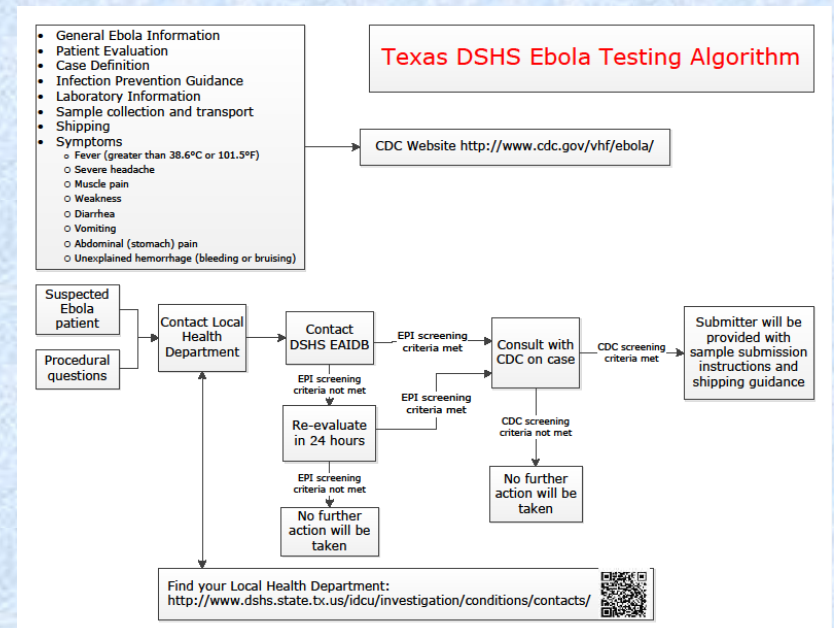 Texas DSHS Ebola Testing Algorithm
• General Ebola Information
• Patient Evaluation
• Case Definition
• Infection Prevention Guidance
• Laboratory Information
• Sample collection and transport
• Shipping
• Symptoms
o Fever (greater than 38.6ºC or 101.5ºF)
o Severe headache
o Muscle pain
o Weakness
o Diarrhea
o Vomiting
o Abdominal (stomach) pain
o Unexplained hemorrhage (bleeding or bruising)
CDC Website http://www.cdc.gov/vhf/ebola/
Suspected
Ebola
patient
Procedural
questions
Contact Local
Health
Department
Contact
DSHS EAIDB
EPI screening
criteria met
EPI screening
criteria not met
Re-evaluate
in 24 hours
EPI screening
criteria met
EPI screening
criteria not met
No further
action will be
taken
Consult with
CDC on case
CDC screening
criteria met
CDC screening
criteria not met
No further
action will be
taken
Submitter will be
provided with
sample submission
instructions and
shipping guidance
Find your Local Health Department:
http://www.dshs.state.tx.us/idcu/investigation/conditions/contacts/